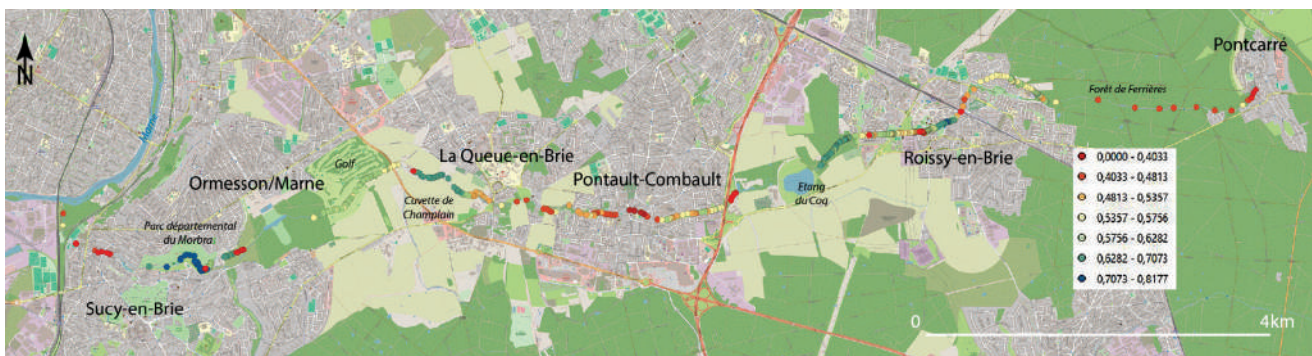 N
Marne
Pontcarré
Forêt de Ferrières
Golf
La Queue-en-Brie
Roissy-en-Brie
Ormesson/Marne
Pontault-Combault
Etang
du Coq
Cuvette de
Champlain
Parc départemental
du Morbra
Sucy-en-Brie
0,0000 - 0,4033
0,4033 - 0,4813
0,4813 - 0,5357
0,5357 - 0,5756
0,5756 - 0,6282
0,6282 - 0,7073
0,7073 - 0,8177
0
4km